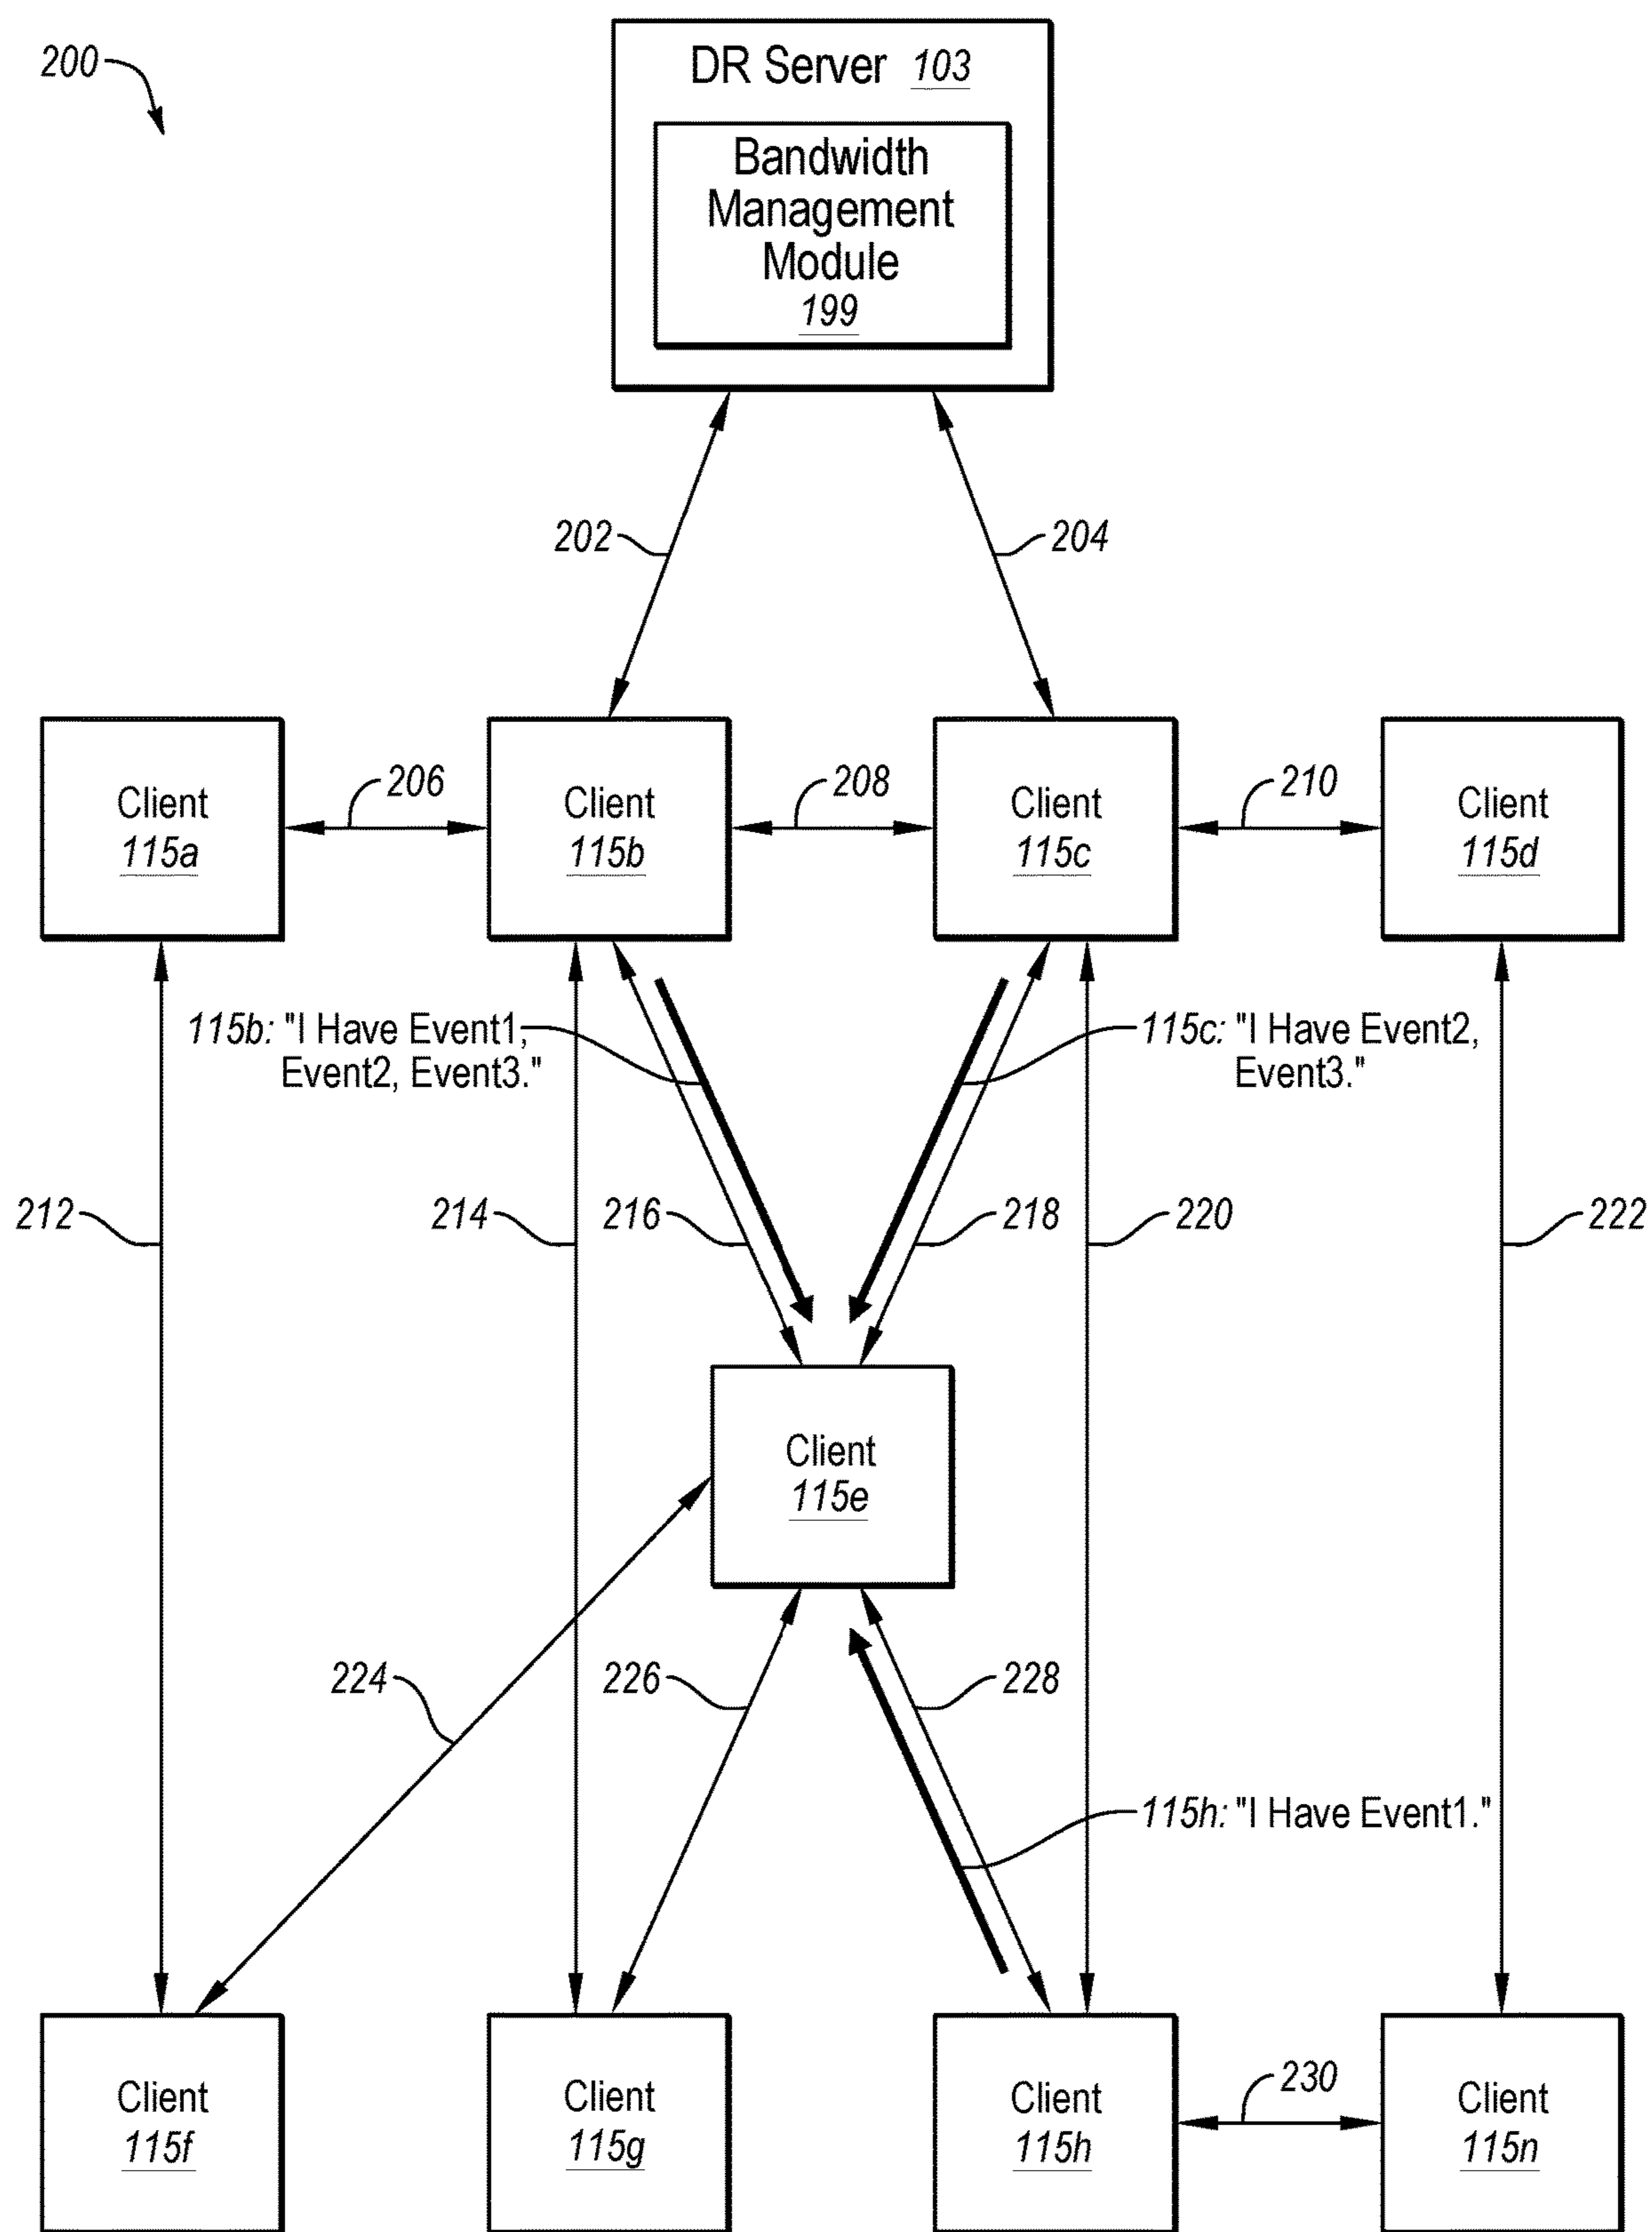 200
DR Server 103
Bandwidth
Management
Module
199
202
204
206
208
210
Client
115a
Client
115b
Client
115c
Client
115d
115b: "I Have Event1,
Event2, Event3."
115c: "I Have Event2,
Event3."
212
214
216
218
220
222
Client
115e
224
226
228
115h: "I Have Event1."
230
Client
115f
Client
115g
Client
115h
Client
115n